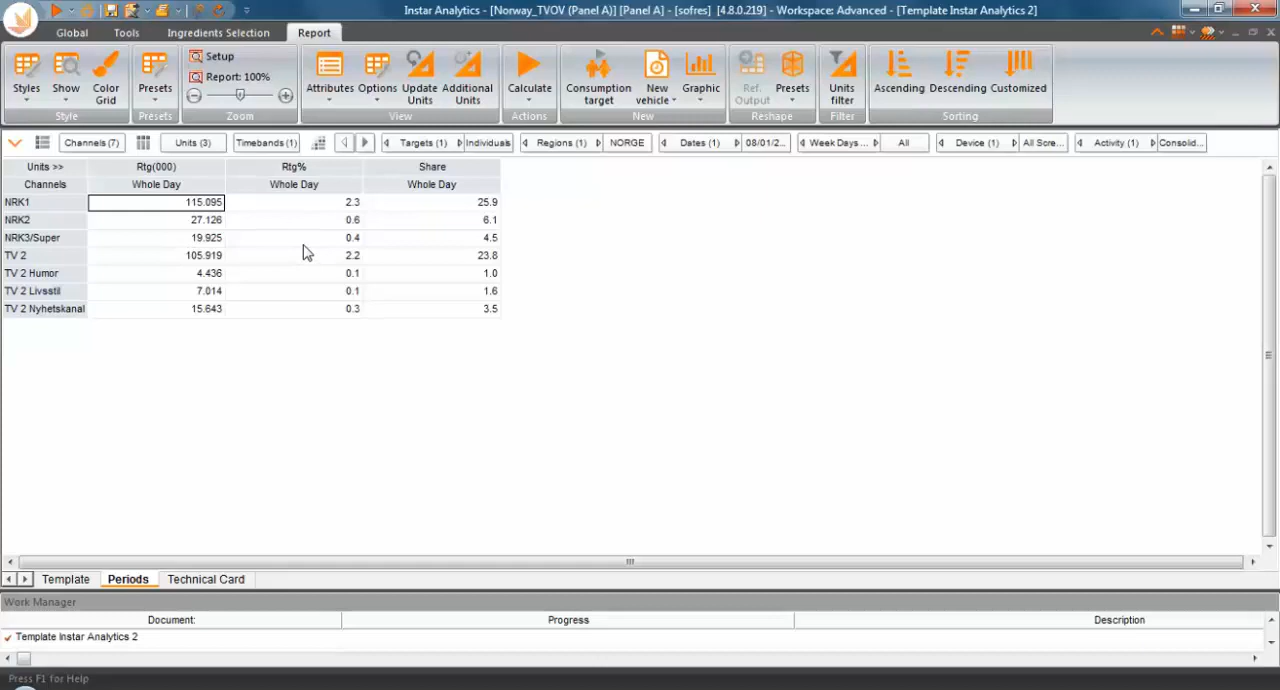 Instar Analytics - [Norway_TVOV (Panel A)] [Panel A] - [sofres] [4.8.0.219] - Workspace: Advanced - [Template Instar Analytics 2]
Global Tools Ingredients Selection Report
Setup
Report: 100%
Styles Show Color Grid Presets Attributes Options Update Units Additional Units Calculate Consumption target New vehicle Graphic Ref. Output Presets Units filter Ascending Descending Customized
Style Presets Zoom View Actions New Reshape Filter Sorting
Channels (7) Units (3) Timebands (1) Targets (1) Individuals Regions (1) NORGE Dates (1) 08/01/2... Week Days ... All Device (1) All Scre... Activity (1) Consolid...
Units >> Rtg(000) Rtg% Share
Channels Whole Day Whole Day Whole Day
NRK1 115.095 2.3 25.9
NRK2 27.126 0.6 6.1
NRK3/Super 19.925 0.4 4.5
TV 2 105.919 2.2 23.8
TV 2 Humor 4.436 0.1 1.0
TV 2 Livsstil 7.014 0.1 1.6
TV 2 Nyhetskanal 15.643 0.3 3.5
Template Periods Technical Card
Work Manager
Document: Progress Description
Template Instar Analytics 2
Press F1 for Help